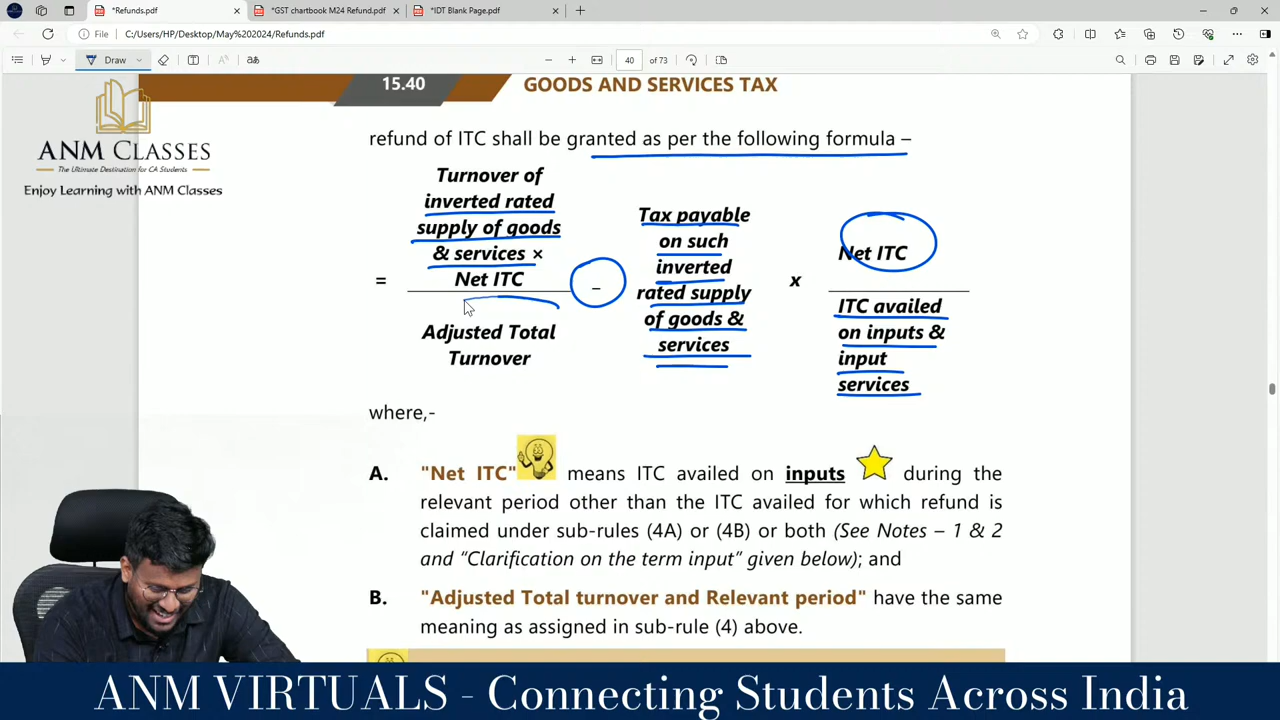 *Refunds.pdf
*GST chartbook M24 Refund.pdf
*IDT Blank Page.pdf
File
C:/Users/HP/Desktop/May%202024/Refunds.pdf
Draw
40
of 73
15.40
GOODS AND SERVICES TAX
ANM CLASSES
The Ultimate Destination for CA Students
Enjoy Learning with ANM Classes
refund of ITC shall be granted as per the following formula –
=
Turnover of
inverted rated
supply of goods
& services ×
Net ITC
Adjusted Total
Turnover
–
Tax payable
on such
inverted
rated supply
of goods &
services
x
Net ITC
ITC availed
on inputs &
input
services
where,-
A. "Net ITC" means ITC availed on inputs during the
relevant period other than the ITC availed for which refund is
claimed under sub-rules (4A) or (4B) or both (See Notes – 1 & 2
and “Clarification on the term input” given below); and
B. "Adjusted Total turnover and Relevant period" have the same
meaning as assigned in sub-rule (4) above.
ANM VIRTUALS - Connecting Students Across India